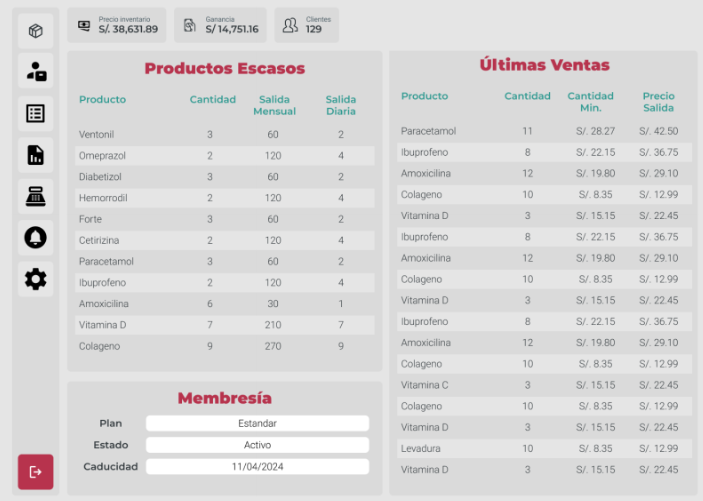 Precio inventario
S/. 38,631.89
Ganancia
S/ 14,751.16
Clientes
129
Productos Escasos
Producto Cantidad Salida Mensual Salida Diaria
Ventonil 3 60 2
Omeprazol 2 120 4
Diabetizol 3 60 2
Hemorrodil 2 120 4
Forte 3 60 2
Cetirizina 2 120 4
Paracetamol 3 60 2
Ibuprofeno 2 120 4
Amoxicilina 6 30 1
Vitamina D 7 210 7
Colageno 9 270 9
Membresía
Plan Estandar
Estado Activo
Caducidad 11/04/2024
Últimas Ventas
Producto Cantidad Cantidad Min. Precio Salida
Paracetamol 11 S/. 28.27 S/. 42.50
Ibuprofeno 8 S/. 22.15 S/. 36.75
Amoxicilina 12 S/. 19.80 S/. 29.10
Colageno 10 S/. 8.35 S/. 12.99
Vitamina D 3 S/. 15.15 S/. 22.45
Ibuprofeno 8 S/. 22.15 S/. 36.75
Amoxicilina 12 S/. 19.80 S/. 29.10
Colageno 10 S/. 8.35 S/. 12.99
Vitamina D 3 S/. 15.15 S/. 22.45
Ibuprofeno 8 S/. 22.15 S/. 36.75
Amoxicilina 12 S/. 19.80 S/. 29.10
Colageno 10 S/. 8.35 S/. 12.99
Vitamina C 3 S/. 15.15 S/. 22.45
Colageno 10 S/. 8.35 S/. 12.99
Vitamina D 3 S/. 15.15 S/. 22.45
Levadura 10 S/. 8.35 S/. 12.99
Vitamina D 3 S/. 15.15 S/. 22.45